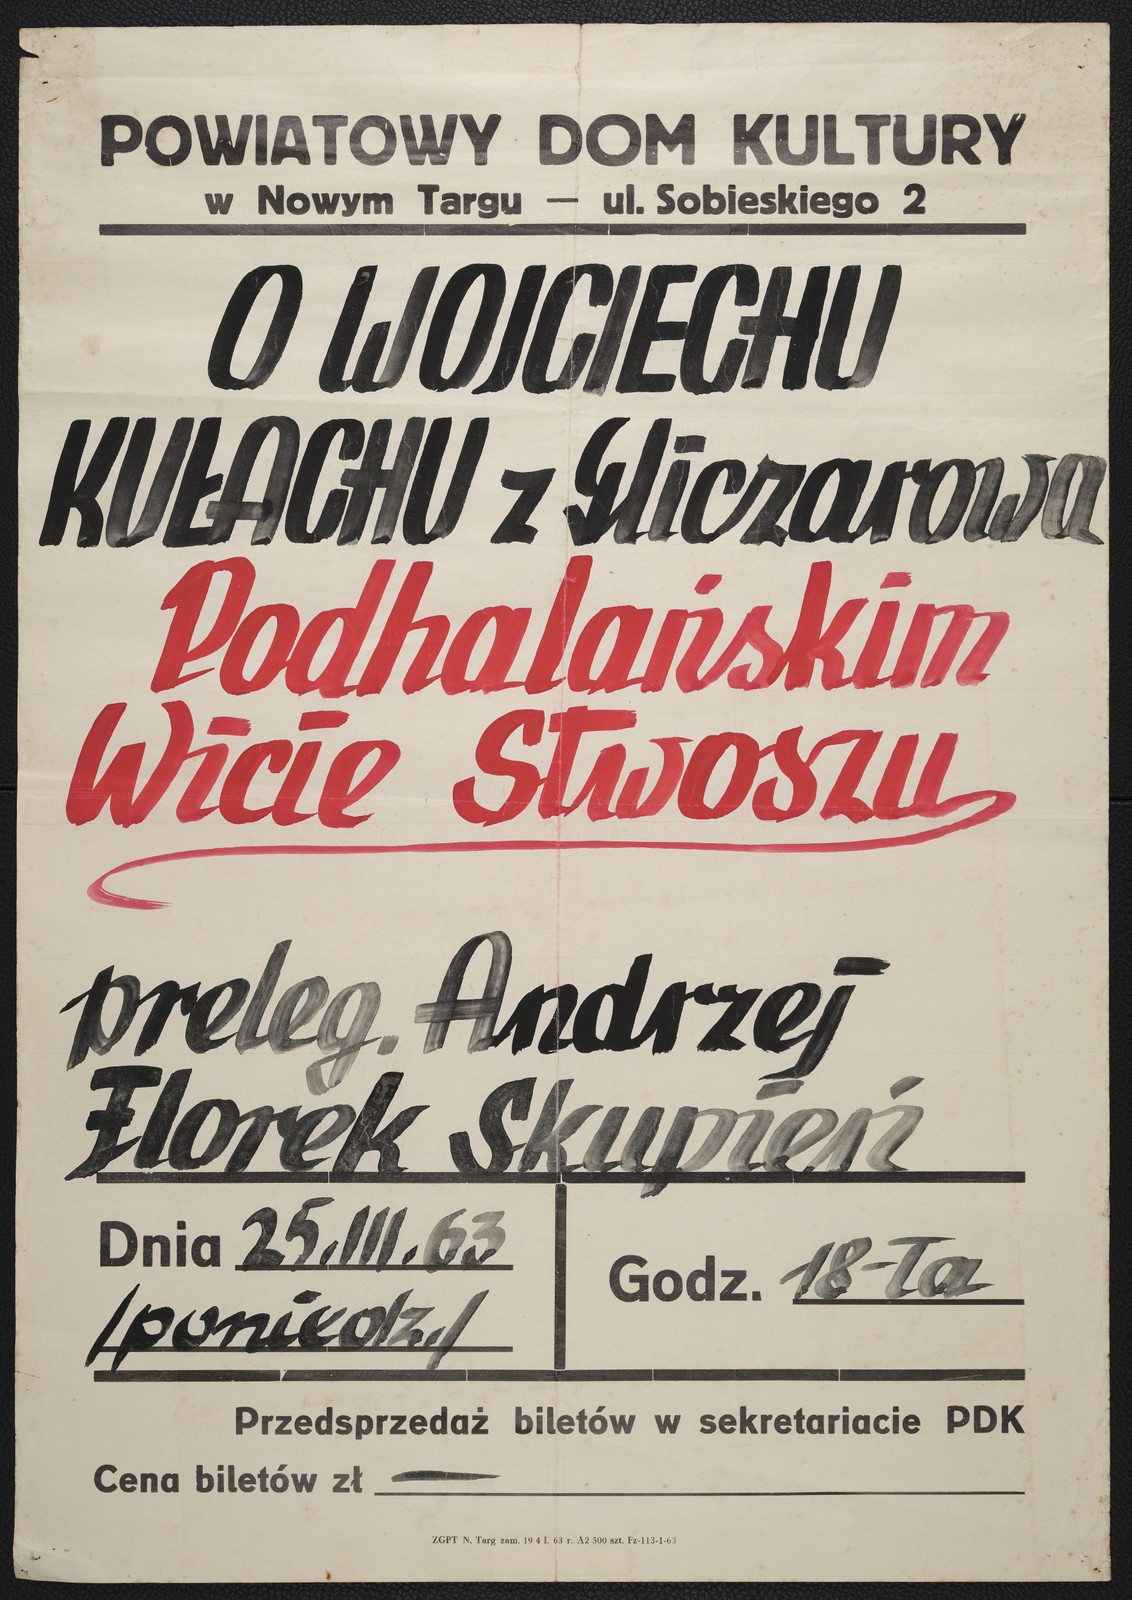 POWIATOWY DOM KULTURY
w Nowym Targu — ul. Sobieskiego 2
O WOJCIECHU
KUŁACHU z Gliczarowa
Podhalańskim
Wicie Stwoszu
preleg. Andrzej
Florek Skupień
Dnia 25.III.63
/poniedz./
Godz. 18-Ta
Przedsprzedaż biletów w sekretariacie PDK
Cena biletów zł —
ZGPT N. Targ zam. 19 4 I. 63 r. A2 500 szt. Fz-113-1-63